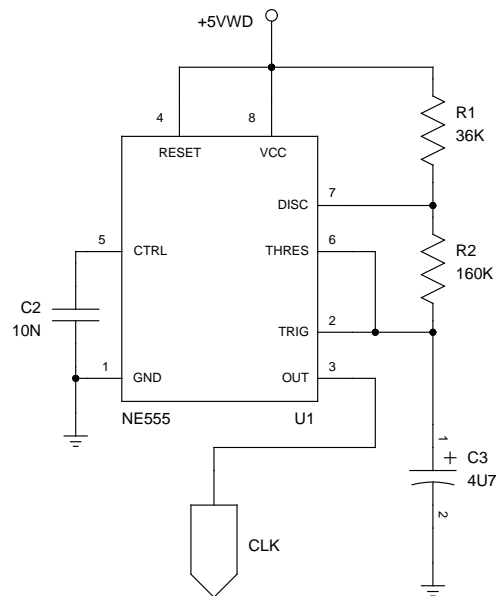 +5VWD
4
8
RESET
VCC
R1
36K
7
DISC
5
6
CTRL
THRES
R2
160K
C2
10N
2
TRIG
1
3
GND
OUT
NE555
U1
1
+
C3
4U7
2
CLK